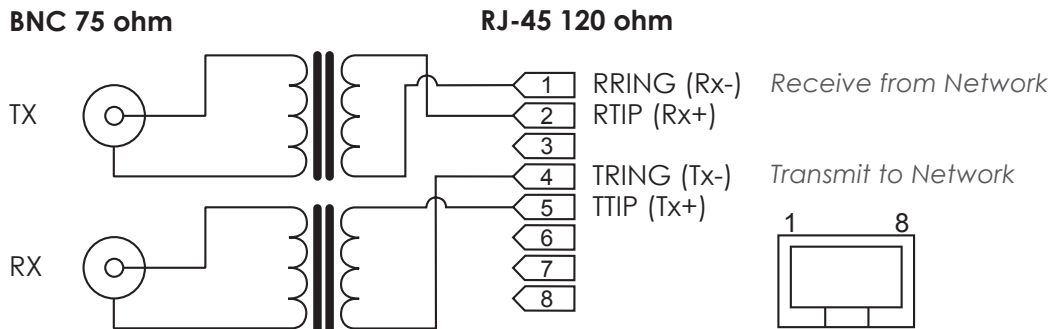 BNC 75 ohm RJ-45 120 ohm
TX
1 RRING (Rx-) Receive from Network
2 RTIP (Rx+)
3
4 TRING (Tx-) Transmit to Network
5 TTIP (Tx+)
1 8
6
RX
7
8